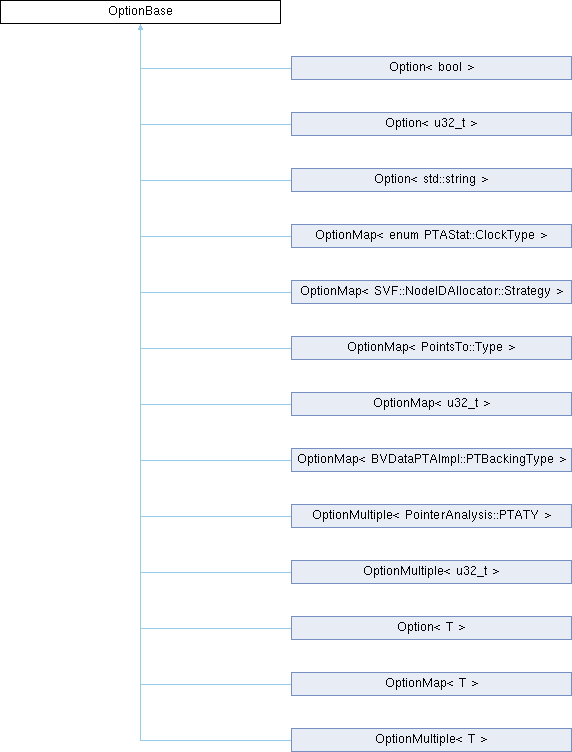 OptionBase
Option< bool >
Option< u32_t >
Option< std::string >
OptionMap< enum PTAStat::ClockType >
OptionMap< SVF::NodeIDAllocator::Strategy >
OptionMap< PointsTo::Type >
OptionMap< u32_t >
OptionMap< BVDataPTAImpl::PTBackingType >
OptionMultiple< PointerAnalysis::PTATY >
OptionMultiple< u32_t >
Option< T >
OptionMap< T >
OptionMultiple< T >